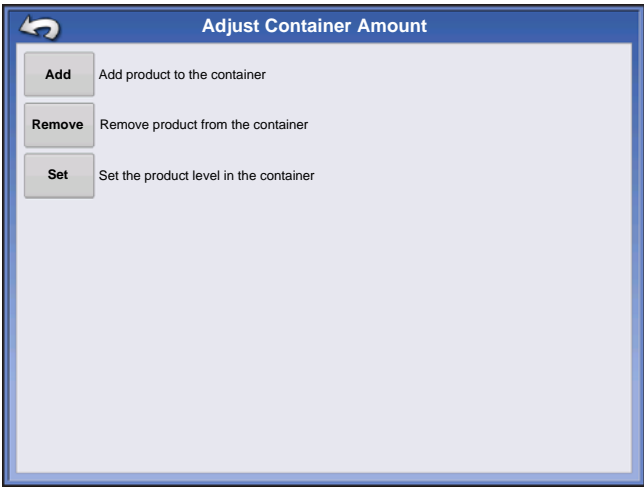 Adjust Container Amount
Add Add product to the container
Remove Remove product from the container
Set Set the product level in the container